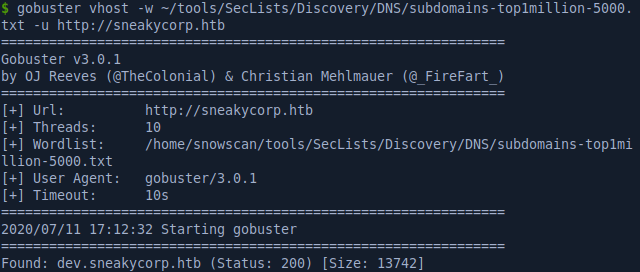 $ gobuster vhost -w ~/tools/SecLists/Discovery/DNS/subdomains-top1million-5000.
txt -u http://sneakycorp.htb
===============================================================
Gobuster v3.0.1
by OJ Reeves (@TheColonial) & Christian Mehlmauer (@_FireFart_)
===============================================================
[+] Url:          http://sneakycorp.htb
[+] Threads:      10
[+] Wordlist:     /home/snowscan/tools/SecLists/Discovery/DNS/subdomains-top1mi
llion-5000.txt
[+] User Agent:   gobuster/3.0.1
[+] Timeout:      10s
===============================================================
2020/07/11 17:12:32 Starting gobuster
===============================================================
Found: dev.sneakycorp.htb (Status: 200) [Size: 13742]